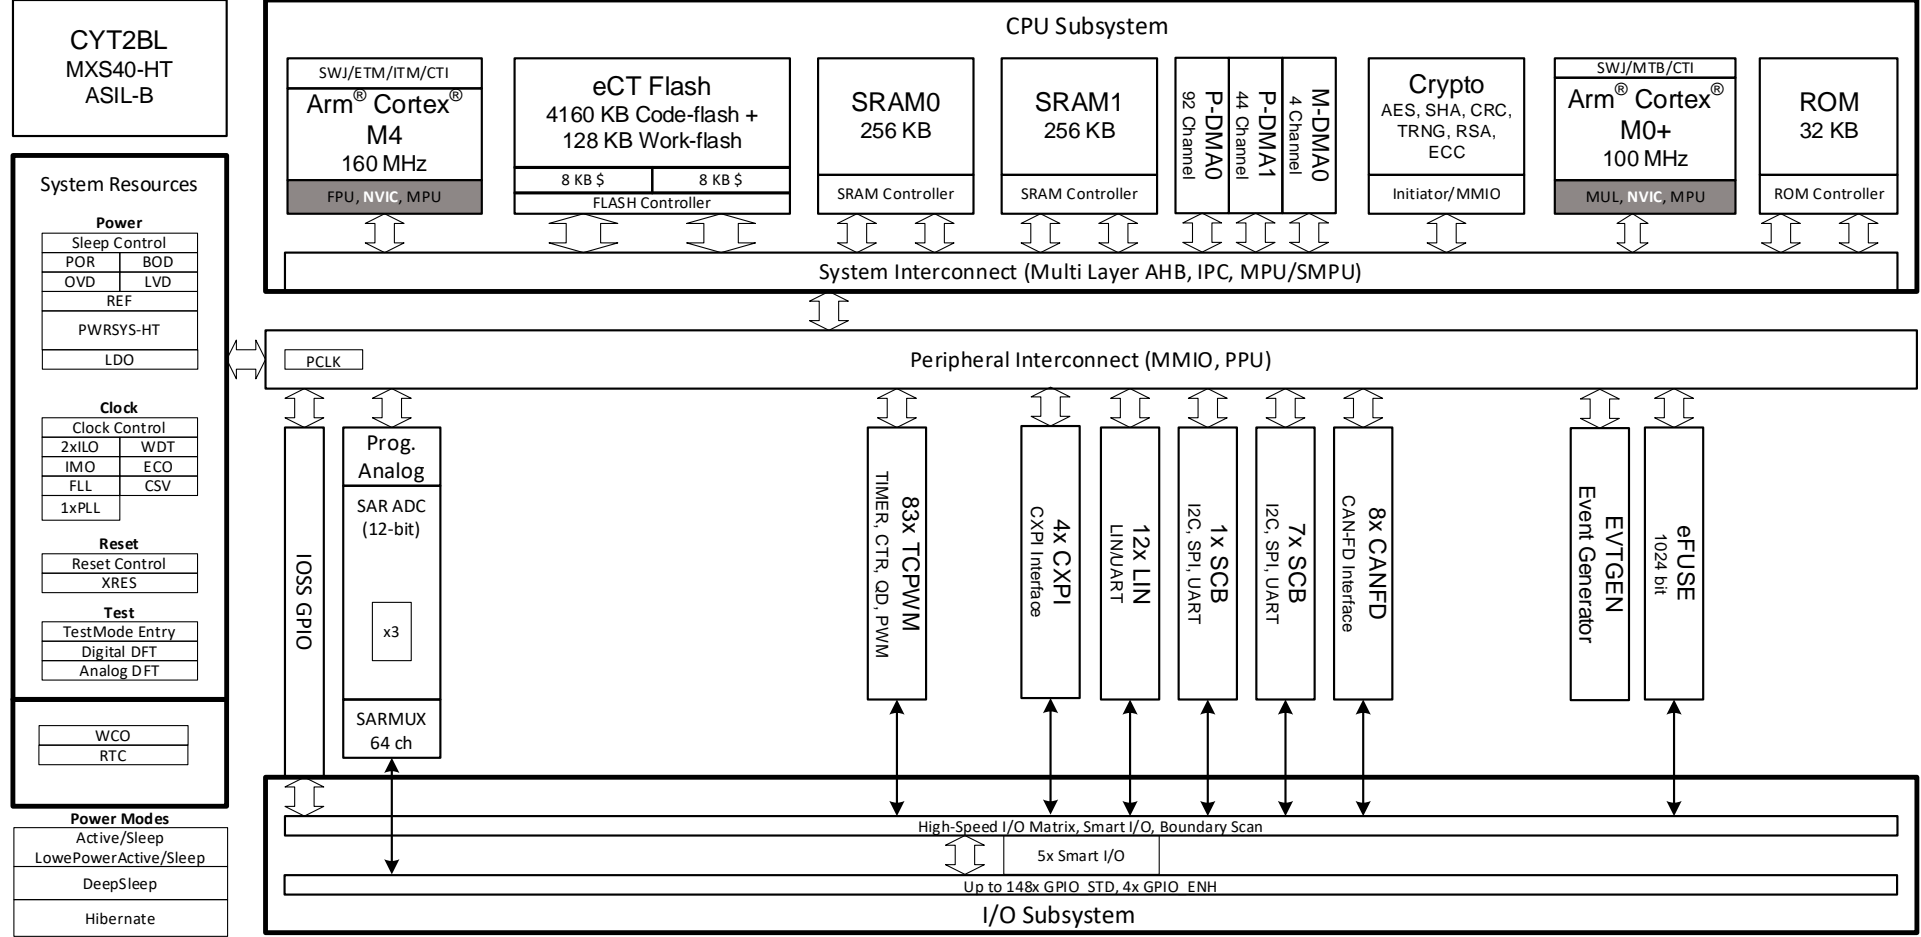 CYT2BL
MXS40-HT
ASIL-B
System Resources
Power
Sleep Control
POR
BOD
OVD
LVD
REF
PWRSYS-HT
LDO
Clock
Clock Control
2xILO
WDT
IMO
ECO
FLL
CSV
1xPLL
Reset
Reset Control
XRES
Test
TestMode Entry
Digital DFT
Analog DFT
WCO
RTC
Power Modes
Active/Sleep
LowePowerActive/Sleep
DeepSleep
Hibernate
CPU Subsystem
SWJ/ETM/ITM/CTI
Arm® Cortex®
M4
160 MHz
FPU, NVIC, MPU
eCT Flash
4160 KB Code-flash +
128 KB Work-flash
8 KB $
8 KB $
FLASH Controller
SRAM0
256 KB
SRAM Controller
SRAM1
256 KB
SRAM Controller
P-DMA0
92 Channel
P-DMA1
44 Channel
M-DMA0
4 Channel
Crypto
AES, SHA, CRC,
TRNG, RSA,
ECC
Initiator/MMIO
SWJ/MTB/CTI
Arm® Cortex®
M0+
100 MHz
MUL, NVIC, MPU
ROM
32 KB
ROM Controller
System Interconnect (Multi Layer AHB, IPC, MPU/SMPU)
PCLK
Peripheral Interconnect (MMIO, PPU)
IOSS GPIO
Prog.
Analog
SAR ADC
(12-bit)
x3
SARMUX
64 ch
83x TCPWM
TIMER, CTR, QD, PWM
4x CXPI
CXPI Interface
12x LIN
LIN/UART
1x SCB
I2C, SPI, UART
7x SCB
I2C, SPI, UART
8x CANFD
CAN-FD Interface
EVTGEN
Event Generator
eFUSE
1024 bit
High-Speed I/O Matrix, Smart I/O, Boundary Scan
5x Smart I/O
Up to 148x GPIO_STD, 4x GPIO_ENH
I/O Subsystem